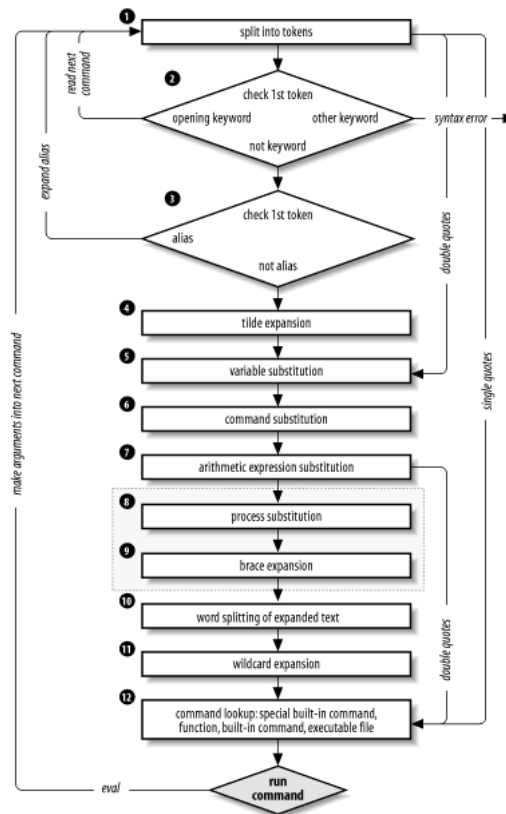 1
split into tokens
2
read next
command
check 1st token
opening keyword
other keyword
syntax error
not keyword
expand alias
3
check 1st token
alias
not alias
double quotes
4
tilde expansion
5
variable substitution
make arguments into next command
single quotes
6
command substitution
7
arithmetic expression substitution
8
process substitution
9
brace expansion
10
word splitting of expanded text
double quotes
11
wildcard expansion
12
command lookup: special built-in command,
function, built-in command, executable file
run
command
eval